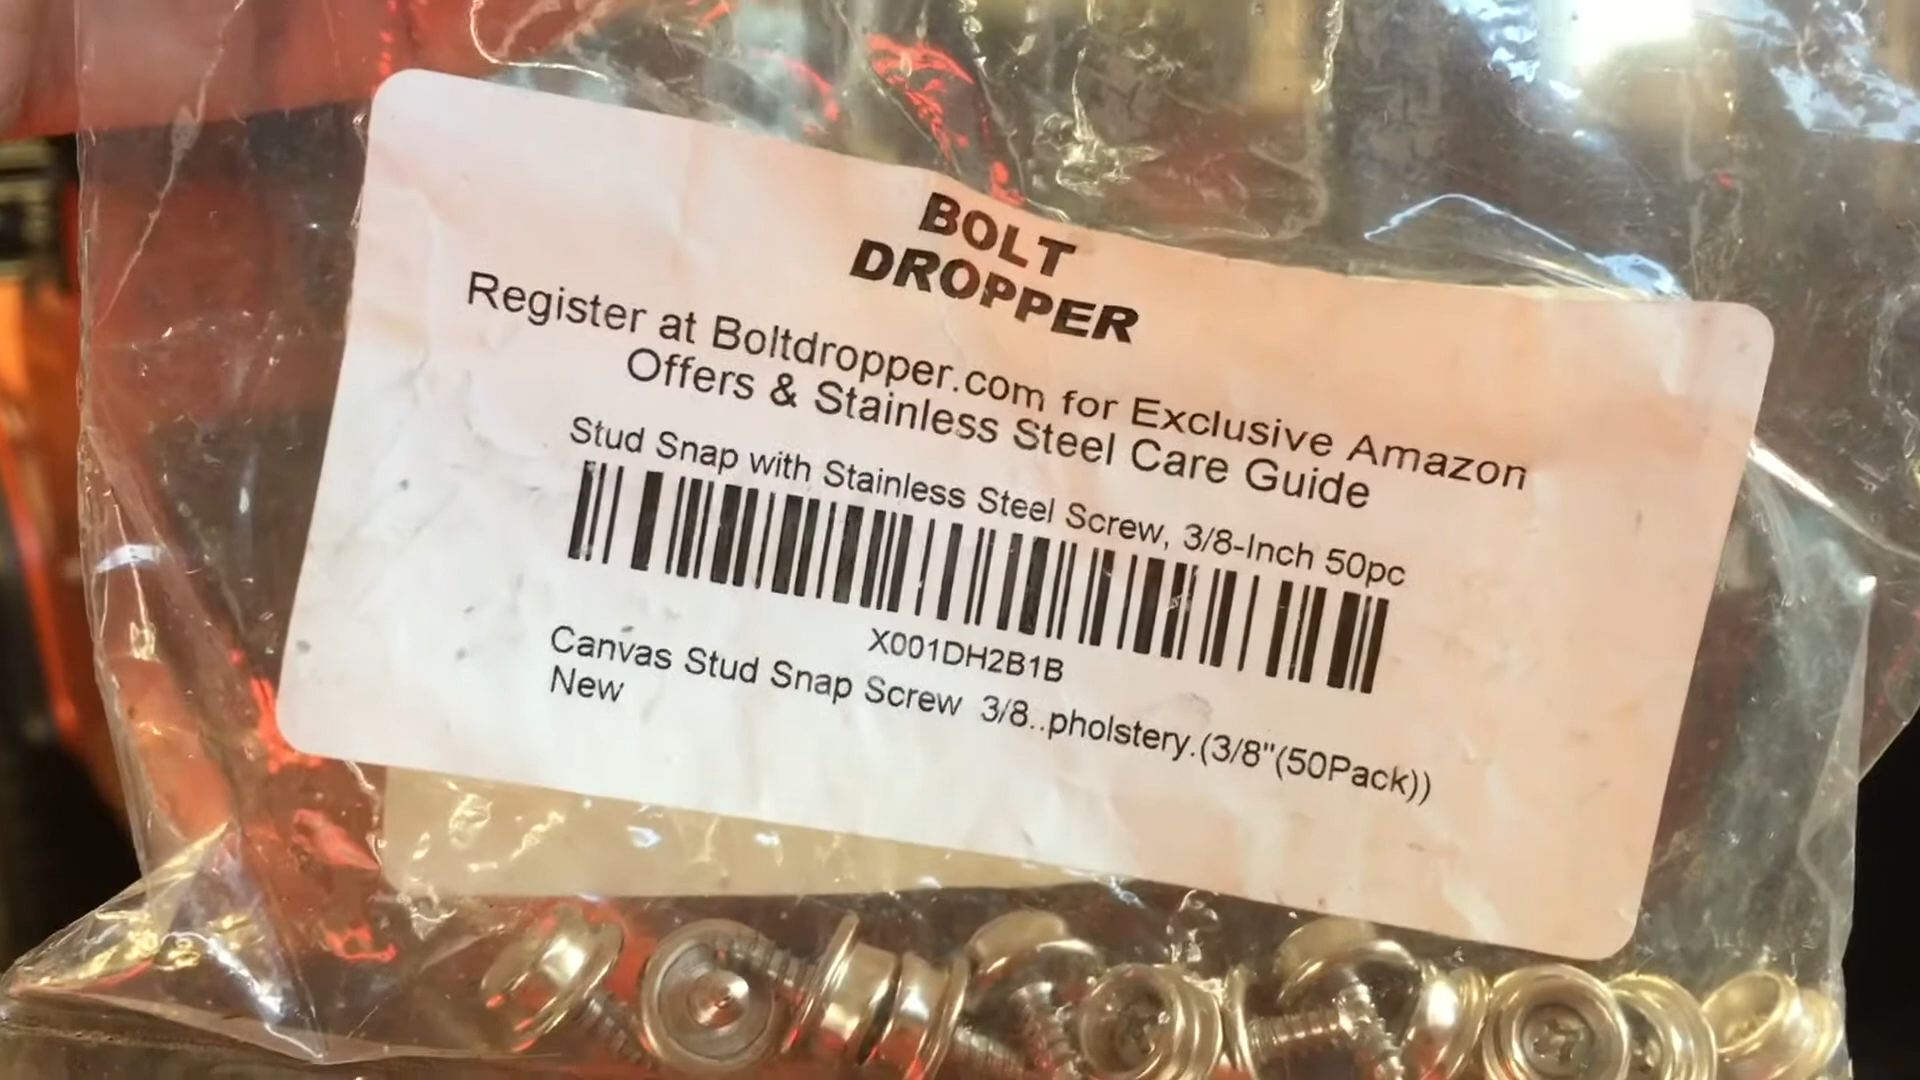 BOLT
DROPPER
Register at Boltdropper.com for Exclusive Amazon
Offers & Stainless Steel Care Guide
Stud Snap with Stainless Steel Screw, 3/8-Inch 50pc
X001DH2B1B
Canvas Stud Snap Screw 3/8..pholstery.(3/8"(50Pack))
New